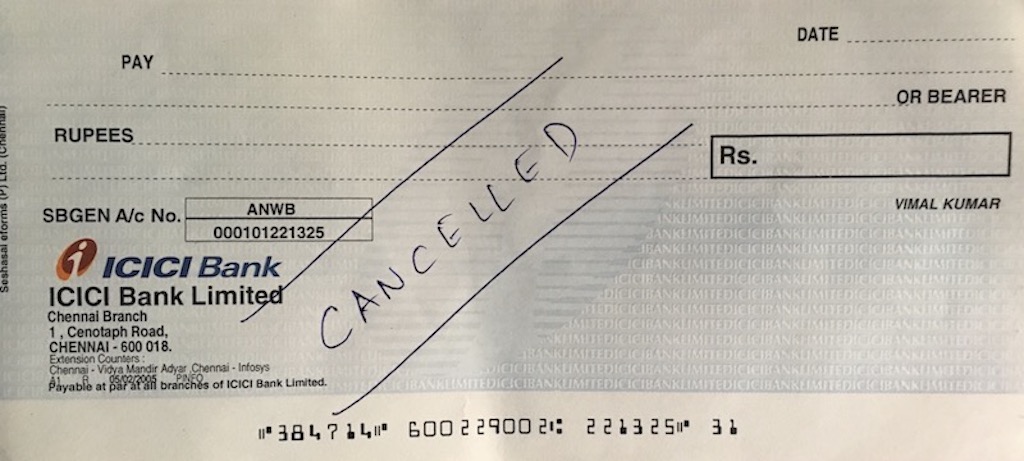 DATE
PAY
OR BEARER
RUPEES
Rs.
VIMAL KUMAR
SBGEN A/c No.
ANWB
000101221325
ICICI Bank
ICICI Bank Limited
Chennai Branch
1 , Cenotaph Road,
CHENNAI - 600 018.
Extension Counters :
Chennai - Vidya Mandir Adyar ,Chennai - Infosys
05/02/2005
Payable at par at all branches of ICICI Bank Limited.
CANCELLED
Seshasai eforms (P) Ltd. (Chennai)
⑈384714⑈ 600229002⑆ 221325⑈ 31